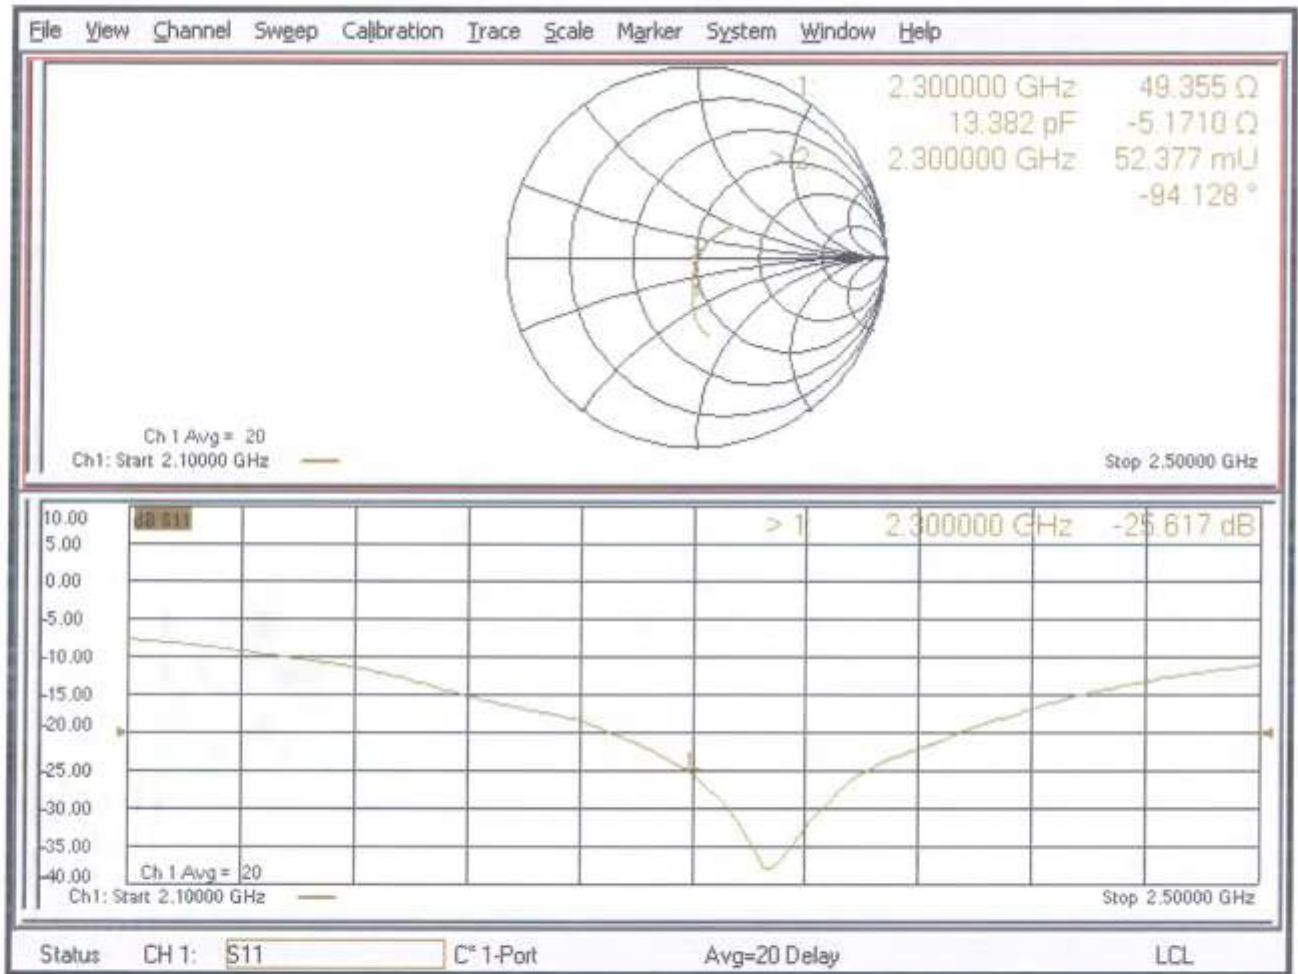 File View Channel Sweep Calibration Trace Scale Marker System Window Help
1: 2.300000 GHz 49.355 Ω
13.382 pF -5.1710 Ω
> 2: 2.300000 GHz 52.377 mU
-94.128 °
Ch 1 Avg = 20
Ch1: Start 2.10000 GHz
Stop 2.50000 GHz
10.00
dB S11
> 1: 2.300000 GHz -25.617 dB
5.00
0.00
-5.00
-10.00
-15.00
-20.00
-25.00
-30.00
-35.00
-40.00
1
Ch 1 Avg = 20
Ch1: Start 2.10000 GHz
Stop 2.50000 GHz
Status CH 1: S11 C* 1-Port Avg=20 Delay LCL